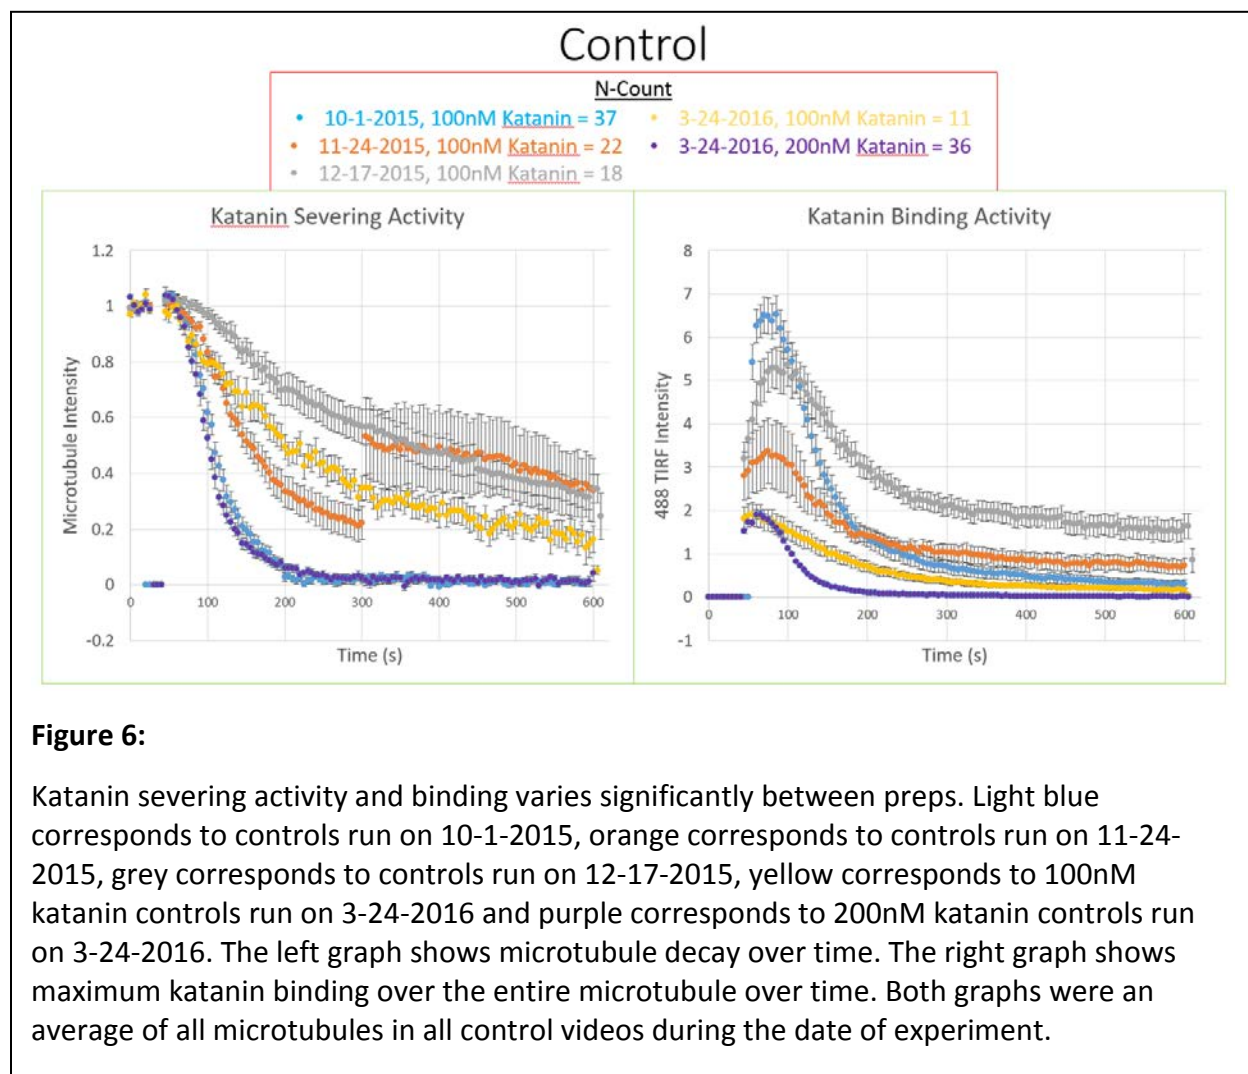 Control
N-Count
• 10-1-2015, 100nM Katanin = 37
• 3-24-2016, 100nM Katanin = 11
• 11-24-2015, 100nM Katanin = 22
• 3-24-2016, 200nM Katanin = 36
• 12-17-2015, 100nM Katanin = 18
Katanin Severing Activity
1.2
1
0.8
0.6
0.4
0.2
0
-0.2
Microtubule Intensity
0
100
200
300
400
500
600
Time (s)
Katanin Binding Activity
8
7
6
5
4
3
2
1
0
-1
488 TIRF Intensity
0
100
200
300
400
500
600
Time (s)
Figure 6:
Katanin severing activity and binding varies significantly between preps. Light blue
corresponds to controls run on 10-1-2015, orange corresponds to controls run on 11-24-
2015, grey corresponds to controls run on 12-17-2015, yellow corresponds to 100nM
katanin controls run on 3-24-2016 and purple corresponds to 200nM katanin controls run
on 3-24-2016. The left graph shows microtubule decay over time. The right graph shows
maximum katanin binding over the entire microtubule over time. Both graphs were an
average of all microtubules in all control videos during the date of experiment.